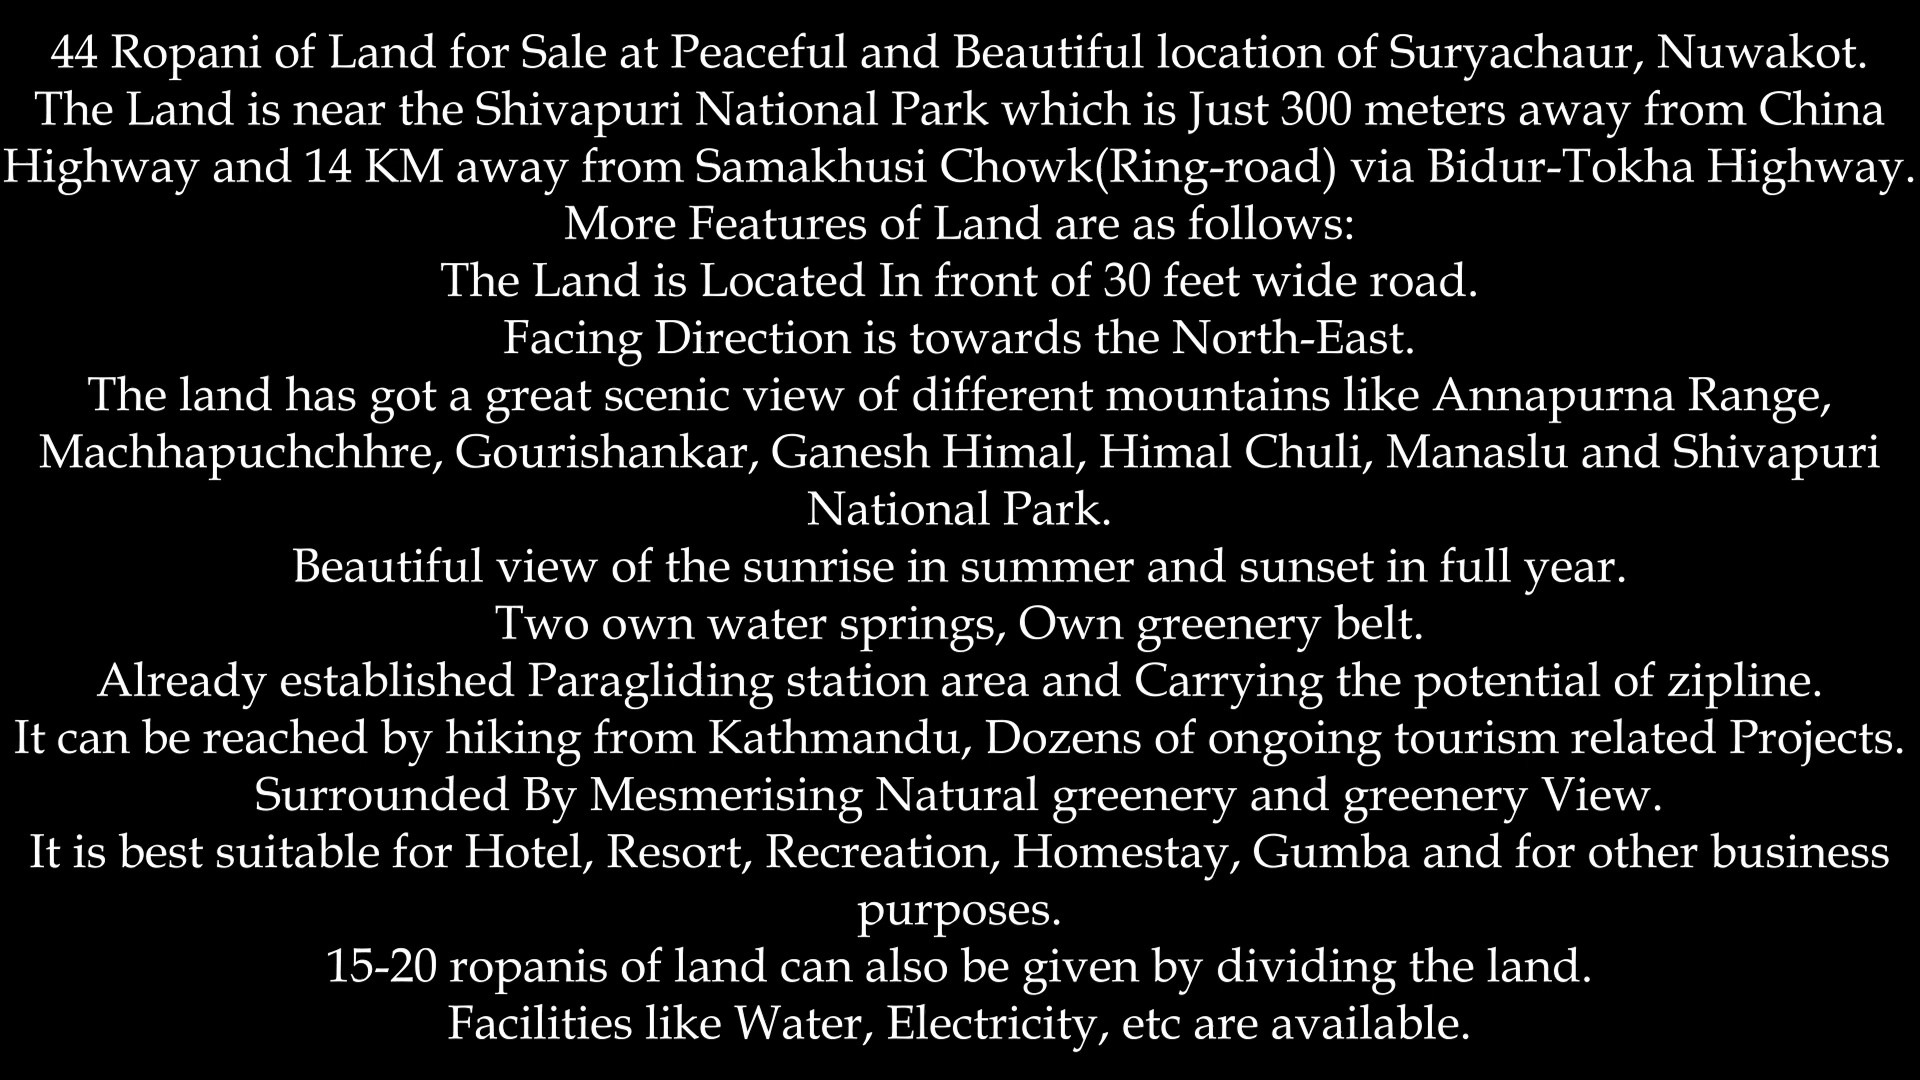 44 Ropani of Land for Sale at Peaceful and Beautiful location of Suryachaur, Nuwakot.
The Land is near the Shivapuri National Park which is Just 300 meters away from China
Highway and 14 KM away from Samakhusi Chowk(Ring-road) via Bidur-Tokha Highway.
More Features of Land are as follows:
The Land is Located In front of 30 feet wide road.
Facing Direction is towards the North-East.
The land has got a great scenic view of different mountains like Annapurna Range,
Machhapuchchhre, Gourishankar, Ganesh Himal, Himal Chuli, Manaslu and Shivapuri
National Park.
Beautiful view of the sunrise in summer and sunset in full year.
Two own water springs, Own greenery belt.
Already established Paragliding station area and Carrying the potential of zipline.
It can be reached by hiking from Kathmandu, Dozens of ongoing tourism related Projects.
Surrounded By Mesmerising Natural greenery and greenery View.
It is best suitable for Hotel, Resort, Recreation, Homestay, Gumba and for other business
purposes.
15-20 ropanis of land can also be given by dividing the land.
Facilities like Water, Electricity, etc are available.